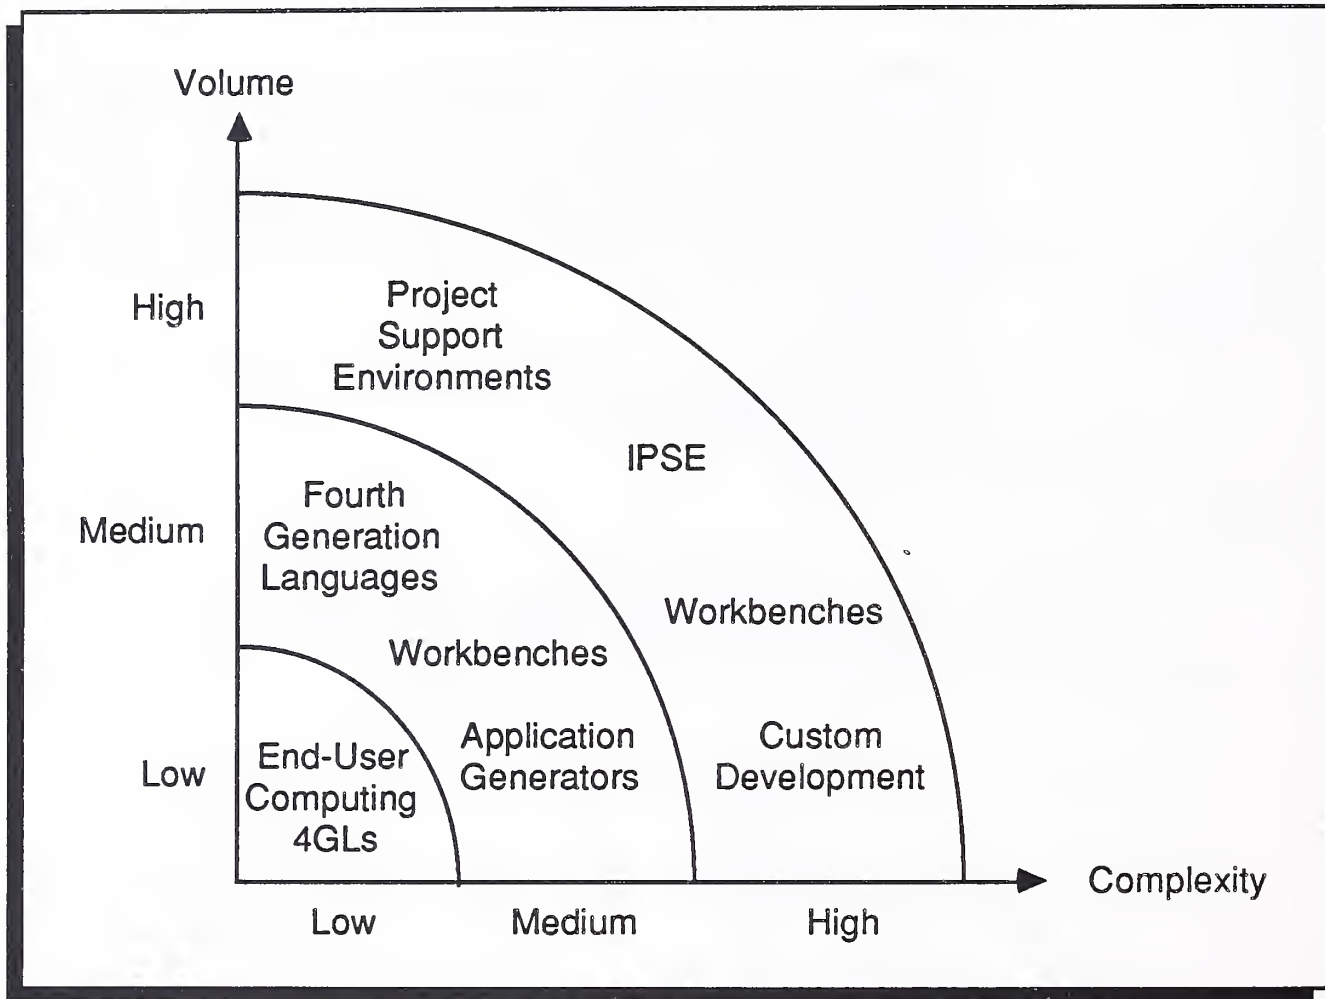 Volume
High
Project
Support
Environments
IPSE
Medium
Fourth
Generation
Languages
Workbenches
Workbenches
Low
End-User
Computing
4GLs
Application
Generators
Custom
Development
Complexity
Low
Medium
High